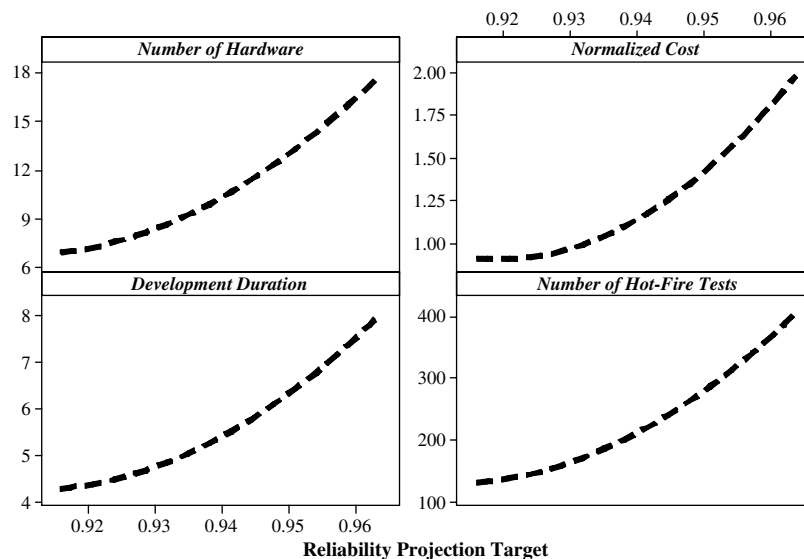 0.92 0.93 0.94 0.95 0.96
Number of Hardware Normalized Cost
18 2.00
15 1.75
12 1.50
1.25
9 1.00
6
Development Duration Number of Hot-Fire Tests
8 400
7 300
6
5 200
4 100
0.92 0.93 0.94 0.95 0.96
Reliability Projection Target